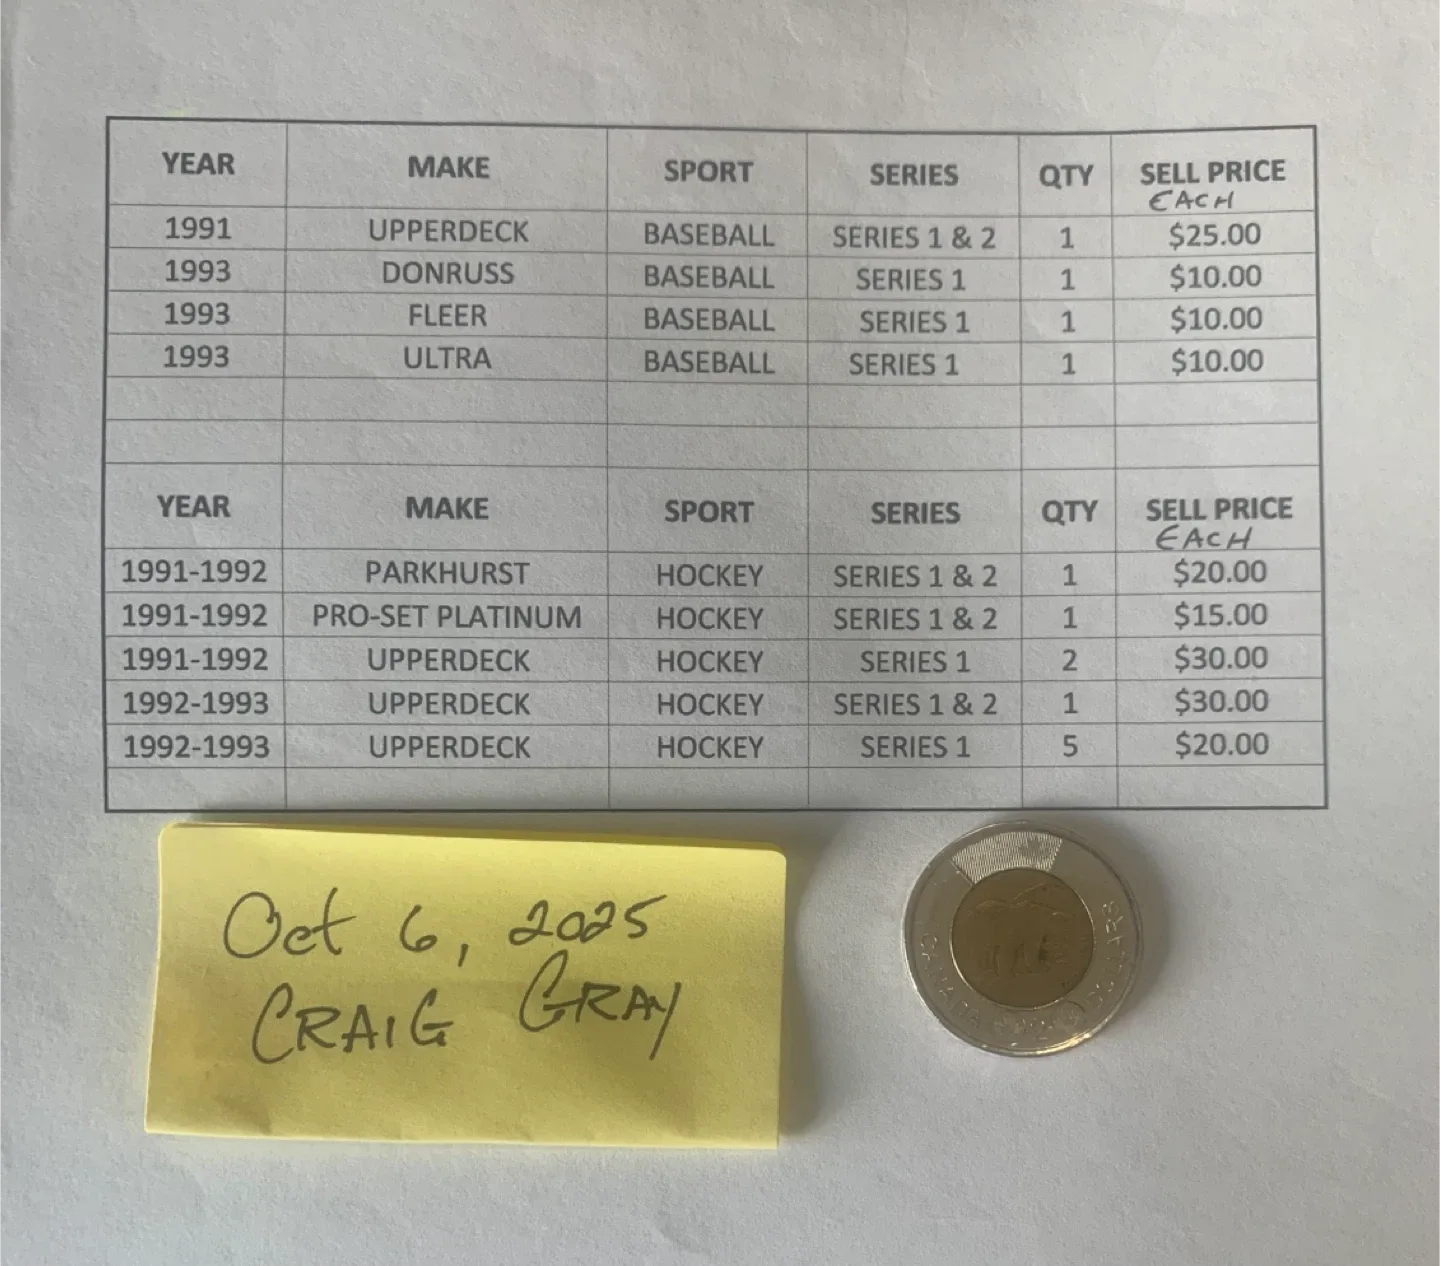 YEAR MAKE SPORT SERIES QTY SELL PRICE
EACH
1991 UPPERDECK BASEBALL SERIES 1 & 2 1 $25.00
1993 DONRUSS BASEBALL SERIES 1 1 $10.00
1993 FLEER BASEBALL SERIES 1 1 $10.00
1993 ULTRA BASEBALL SERIES 1 1 $10.00
YEAR MAKE SPORT SERIES QTY SELL PRICE
EACH
1991-1992 PARKHURST HOCKEY SERIES 1 & 2 1 $20.00
1991-1992 PRO-SET PLATINUM HOCKEY SERIES 1 & 2 1 $15.00
1991-1992 UPPERDECK HOCKEY SERIES 1 2 $30.00
1992-1993 UPPERDECK HOCKEY SERIES 1 & 2 1 $30.00
1992-1993 UPPERDECK HOCKEY SERIES 1 5 $20.00
Oct 6, 2025
CRAIG GRAY
CANADA DOLLARS